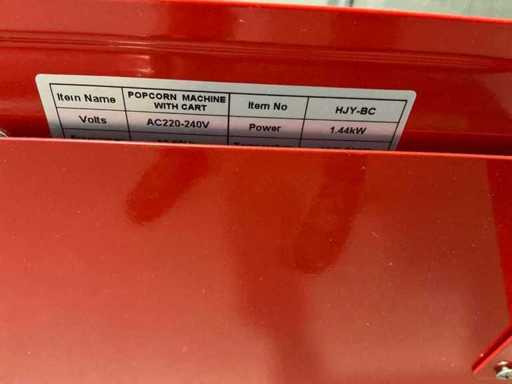 Item Name POPCORN MACHINE WITH CART Item No HJY-BC
Volts AC220-240V Power 1.44kW